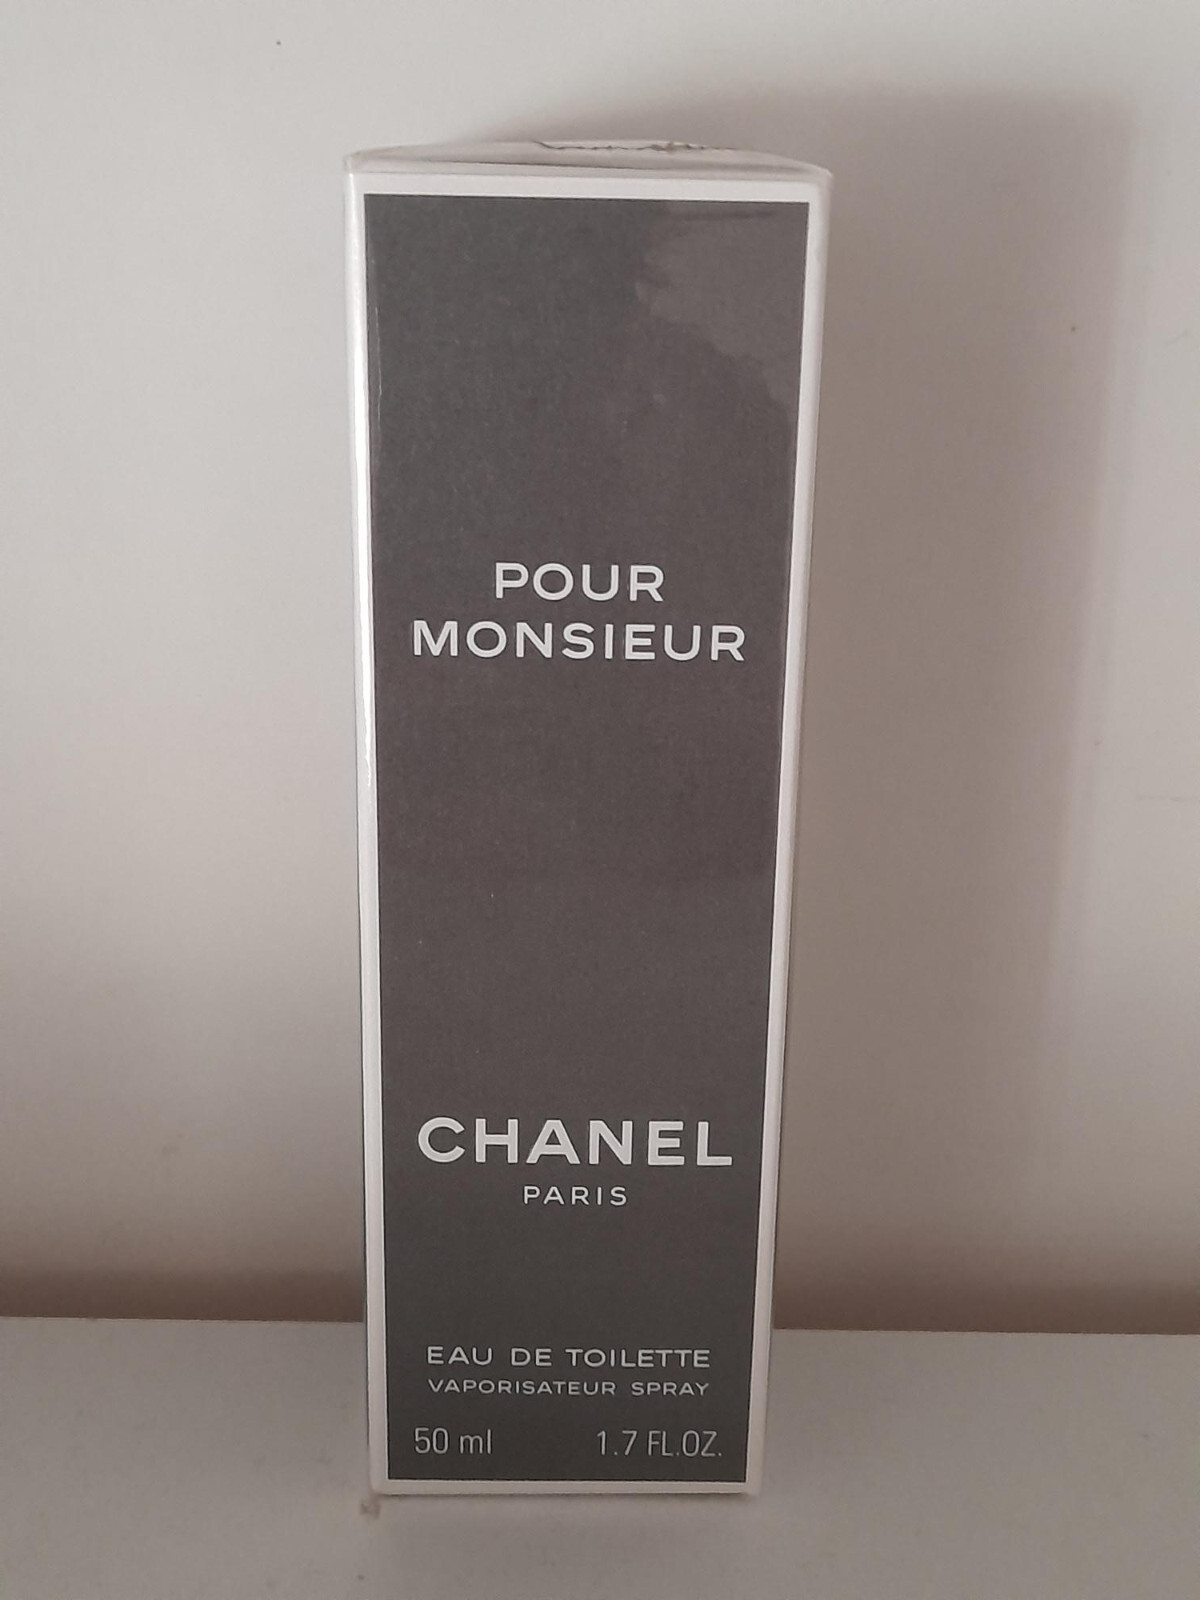 POUR
MONSIEUR
CHANEL
PARIS
EAU DE TOILETTE
VAPORISATEUR SPRAY
50 ml 1.7 FL.OZ.